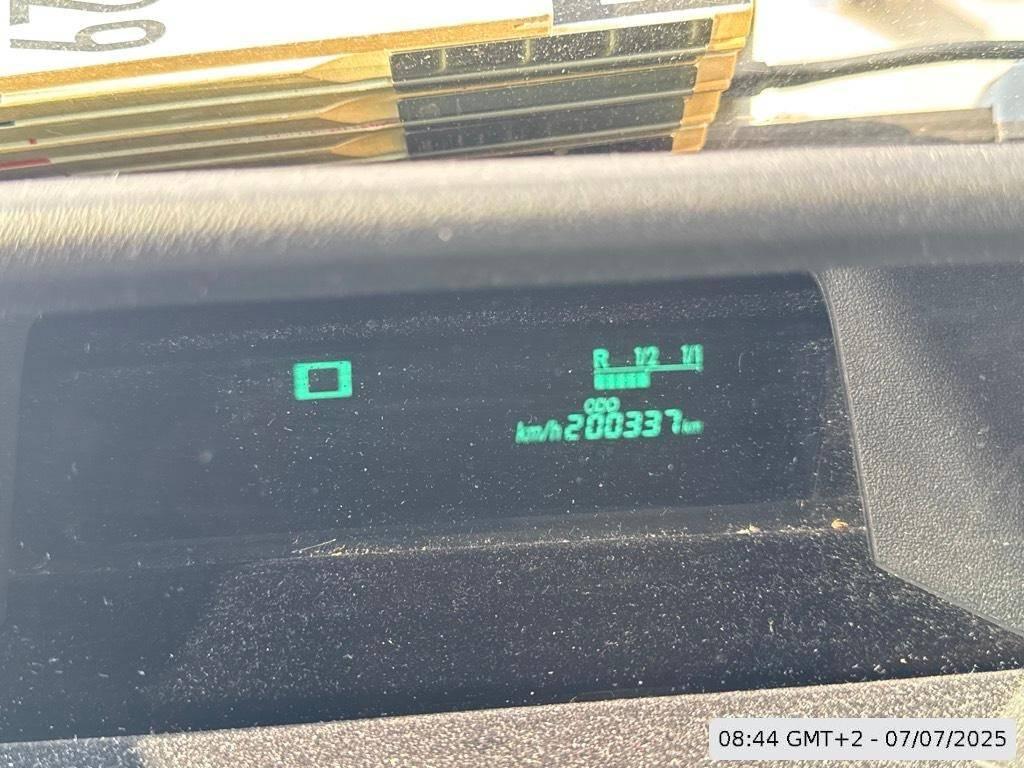 R 1/2 1/1
ODO
km/h 200337 km
08:44 GMT+2 - 07/07/2025